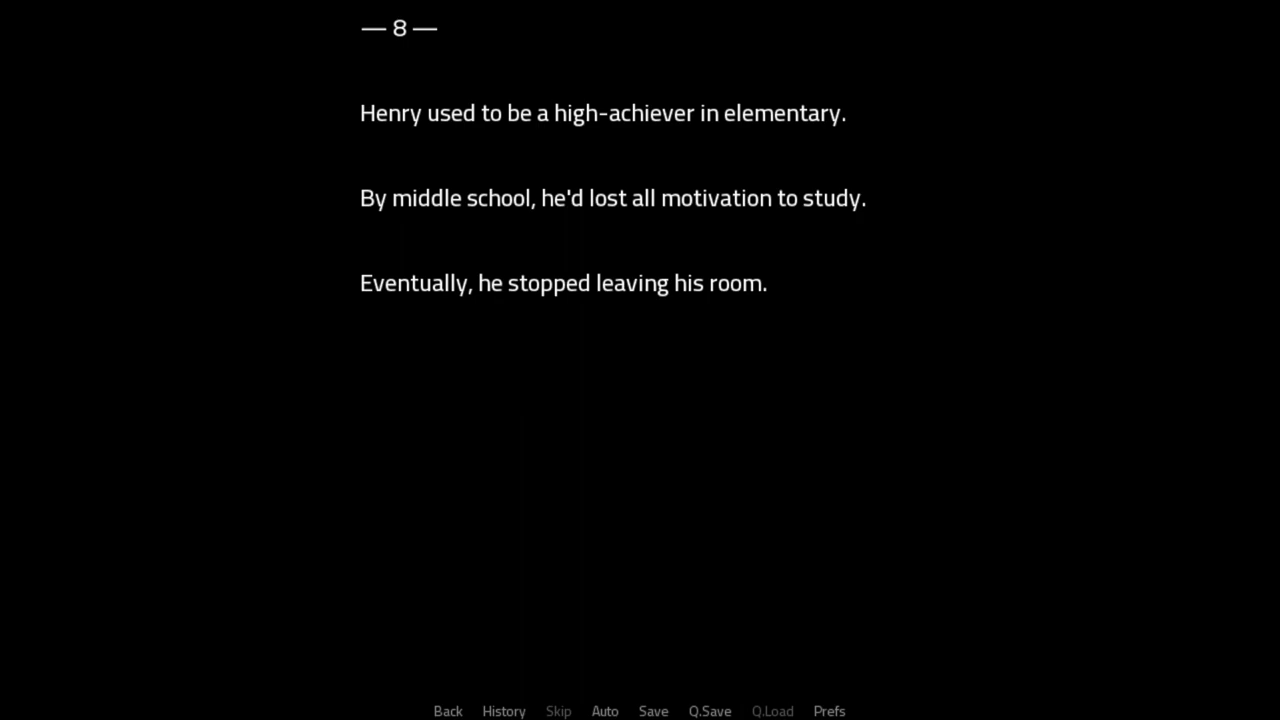 — 8 —
Henry used to be a high-achiever in elementary.
By middle school, he'd lost all motivation to study.
Eventually, he stopped leaving his room.
Back History Skip Auto Save Q.Save Q.Load Prefs